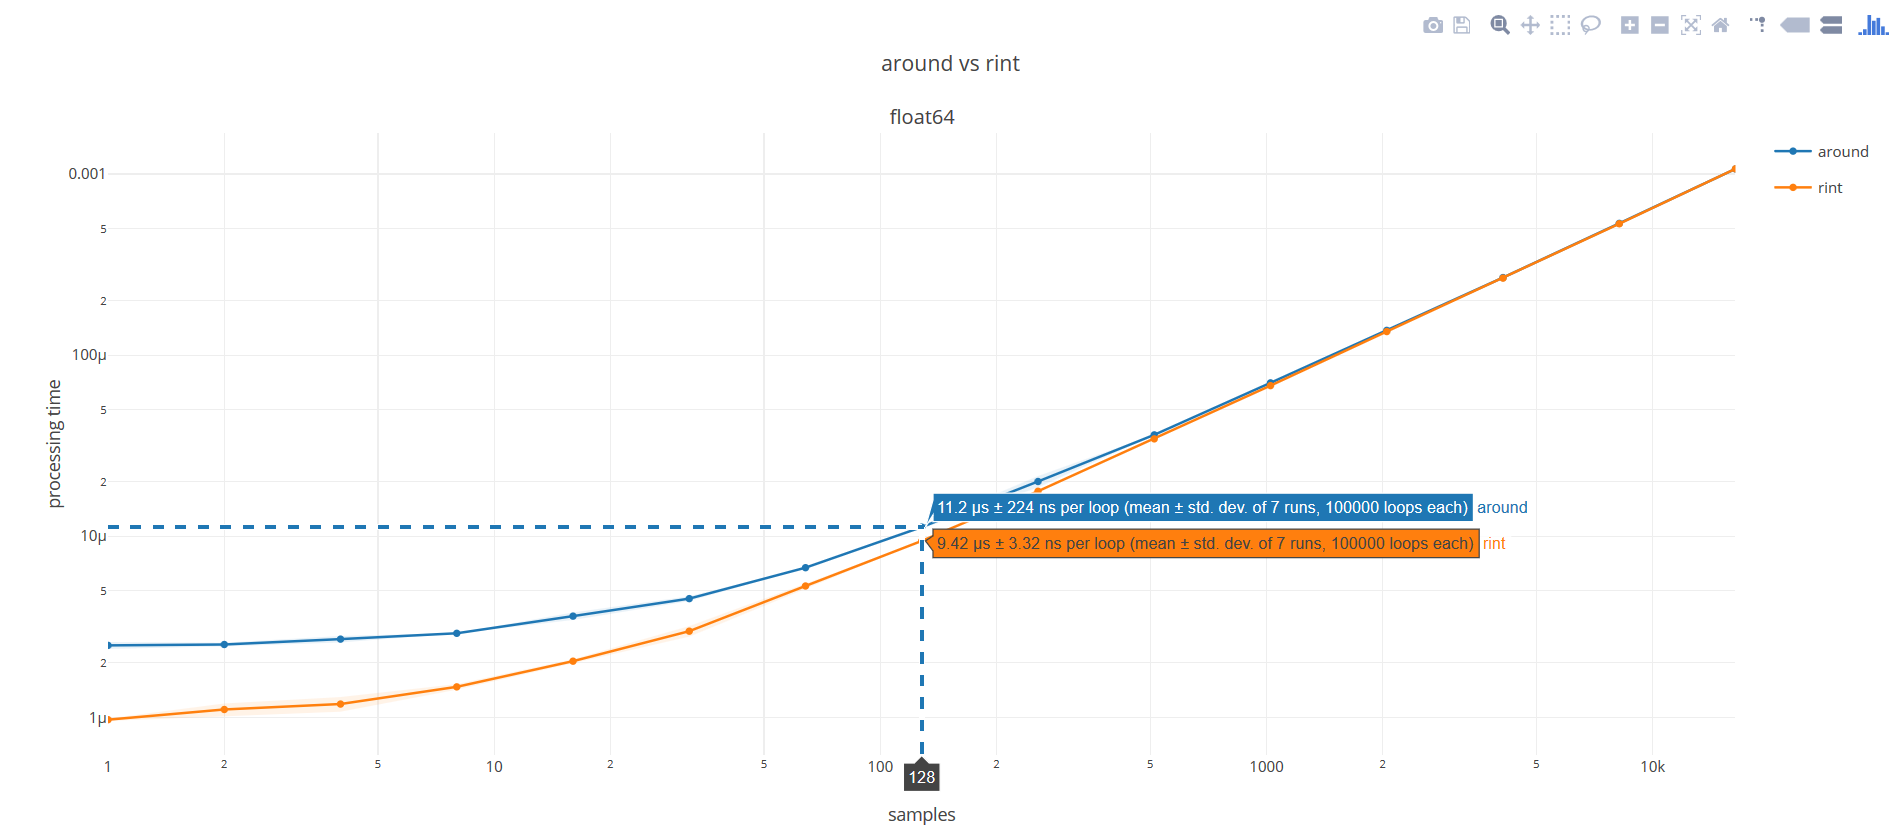 around vs rint
float64
around
rint
0.001
5
2
100µ
5
2
10µ
5
2
1µ
processing time
11.2 µs ± 224 ns per loop (mean ± std. dev. of 7 runs, 100000 loops each) around
9.42 µs ± 3.32 ns per loop (mean ± std. dev. of 7 runs, 100000 loops each) rint
1 2 5 10 2 5 100 2 5 1000 2 5 10k
128
samples